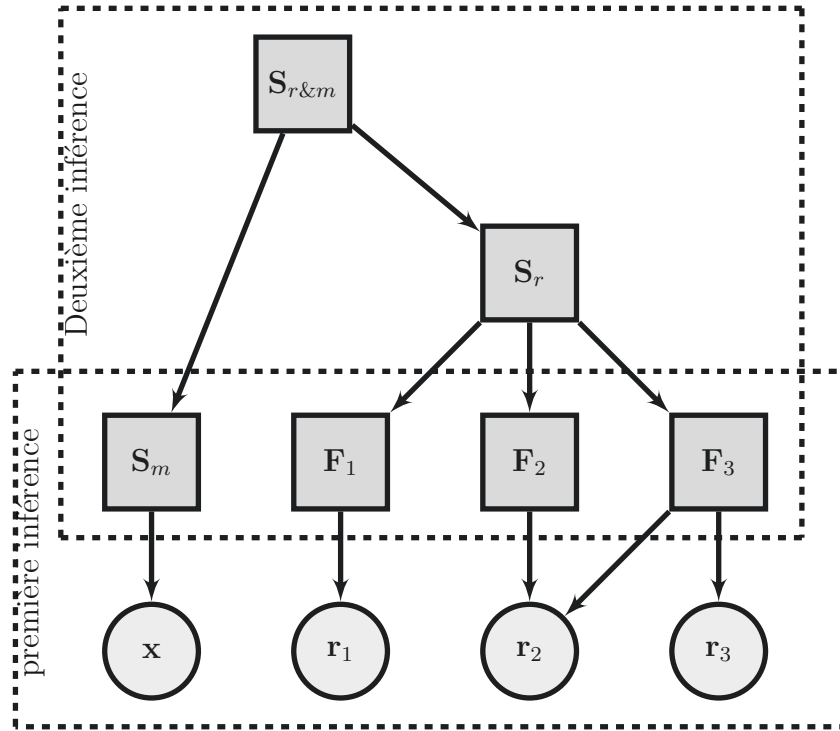 Deuxième inférence
S_{r&m}
S_r
première inférence
S_m
F_1
F_2
F_3
x
r_1
r_2
r_3